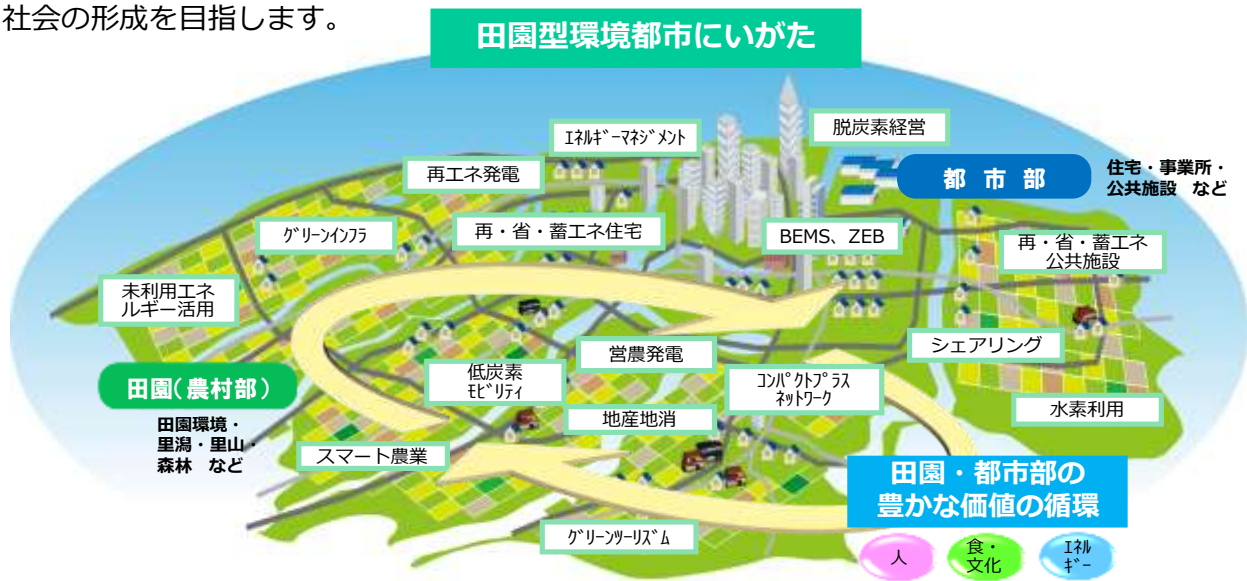 社会の形成を目指します。
田園型環境都市にいがた
ｴﾈﾙｷﾞｰﾏﾈｼﾞﾒﾝﾄ
脱炭素経営
再エネ発電
都市部
住宅・事業所・
公共施設 など
ｸﾞﾘｰﾝｲﾝﾌﾗ
再・省・蓄エネ住宅
BEMS、ZEB
再・省・蓄エネ
公共施設
未利用エネ
ルギー活用
営農発電
シェアリング
田園(農村部)
低炭素
ﾓﾋﾞﾘﾃｨ
ｺﾝﾊﾟｸﾄﾌﾟﾗｽ
ﾈｯﾄﾜｰｸ
田園環境・
里潟・里山・
森林 など
地産地消
水素利用
スマート農業
田園・都市部の
豊かな価値の循環
ｸﾞﾘｰﾝﾂｰﾘｽﾞﾑ
人
食・
文化
ｴﾈﾙ
ｷﾞｰ